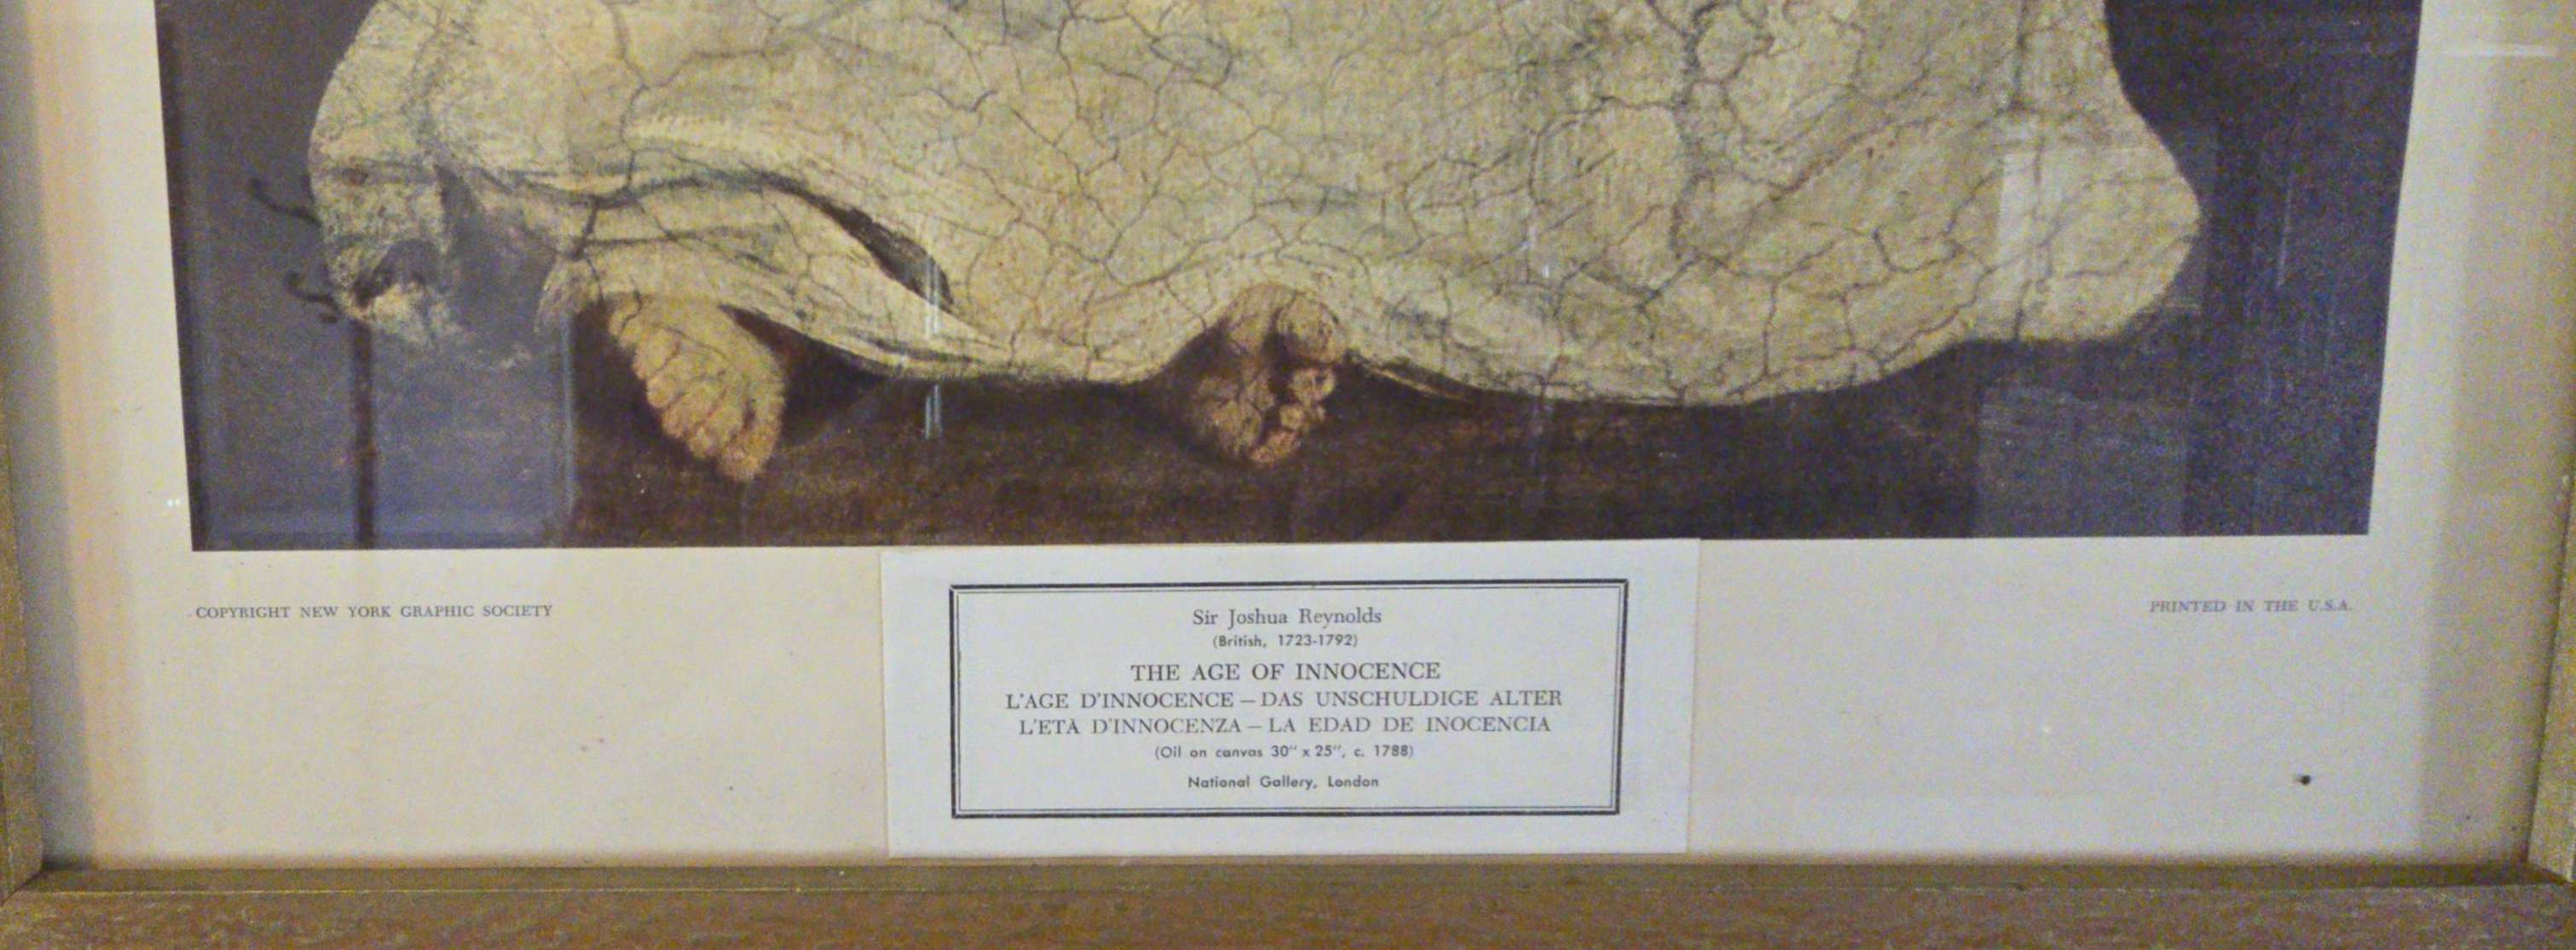 COPYRIGHT NEW YORK GRAPHIC SOCIETY
PRINTED IN THE U.S.A.
Sir Joshua Reynolds
(British, 1723-1792)
THE AGE OF INNOCENCE
L'AGE D'INNOCENCE – DAS UNSCHULDIGE ALTER
L'ETÀ D'INNOCENZA – LA EDAD DE INOCENCIA
(Oil on canvas 30" x 25", c. 1788)
National Gallery, London